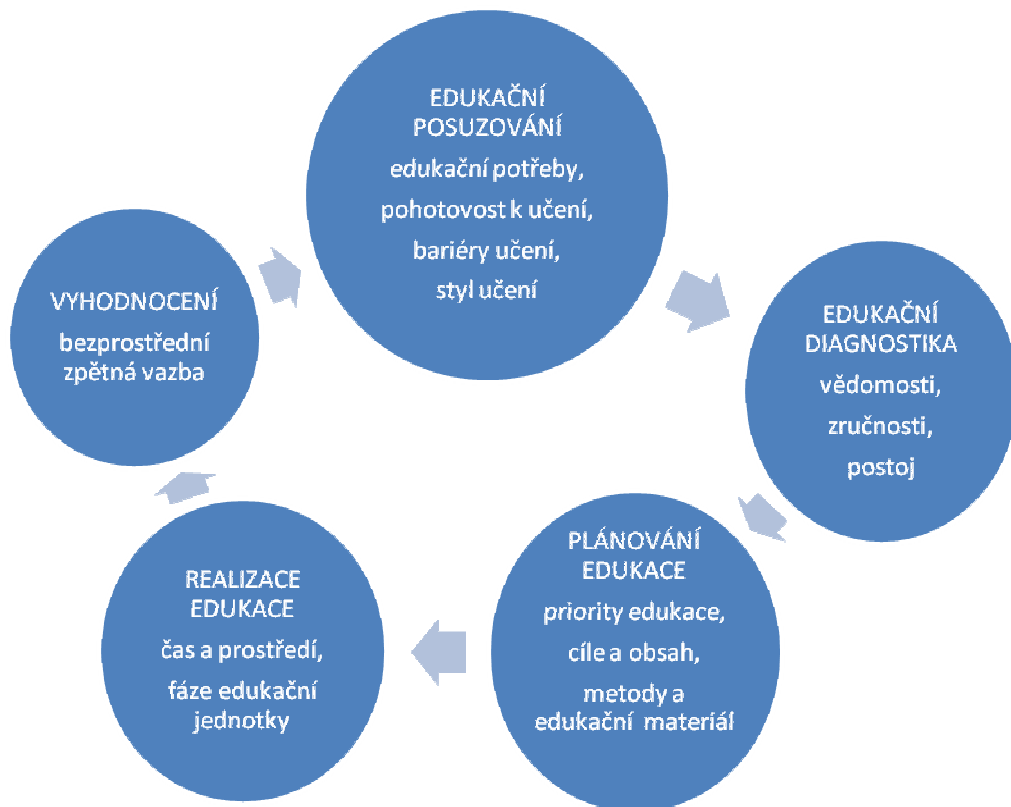 EDUKAČNÍ
POSUZOVÁNÍ
edukační potřeby,
pohotovost k učení,
bariéry učení,
styl učení
EDUKAČNÍ
DIAGNOSTIKA
vědomosti,
zručnosti,
postoj
PLÁNOVÁNÍ
EDUKACE
priority edukace,
cíle a obsah,
metody a
edukační materiál
REALIZACE
EDUKACE
čas a prostředí,
fáze edukační
jednotky
VYHODNOCENÍ
bezprostřední
zpětná vazba